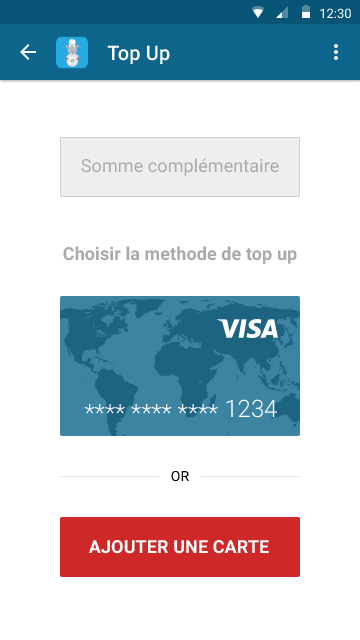 12:30
Top Up
Somme complémentaire
Choisir la methode de top up
VISA
**** **** **** 1234
OR
AJOUTER UNE CARTE